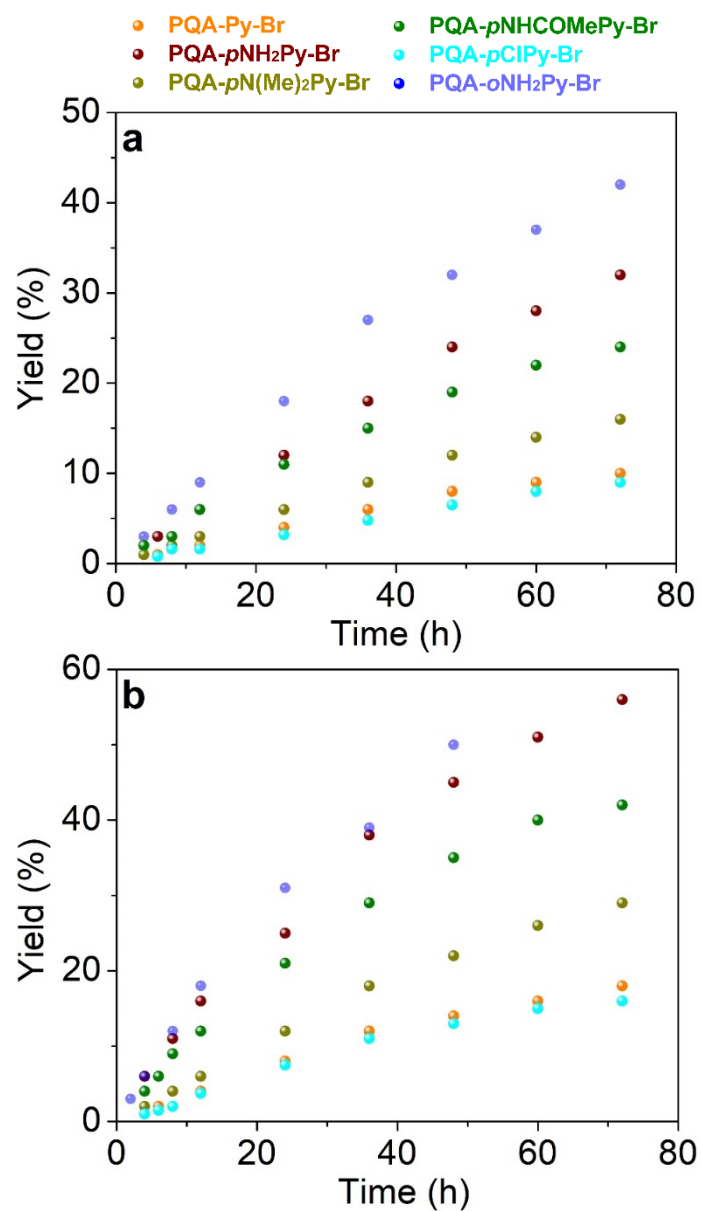 PQA-Py-Br PQA-pNHCOMePy-Br
PQA-pNH₂Py-Br PQA-pClPy-Br
PQA-pN(Me)₂Py-Br PQA-oNH₂Py-Br
a
50
40
30
20
10
0
Yield (%)
0 20 40 60 80
Time (h)
b
60
40
20
0
Yield (%)
0 20 40 60 80
Time (h)